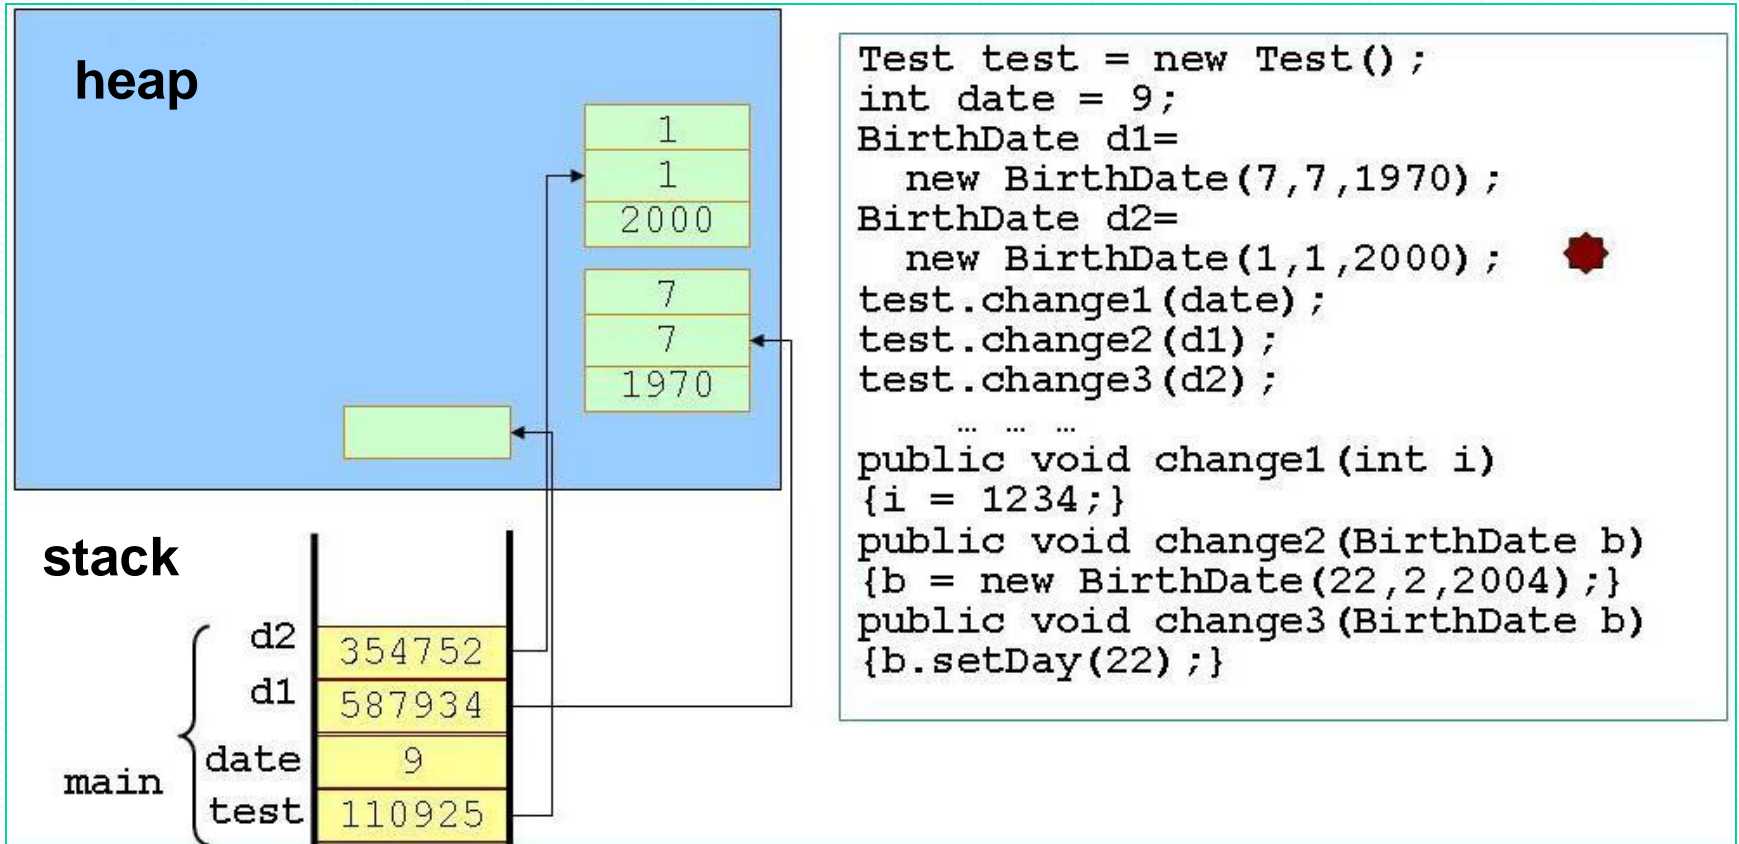 heap
1
1
2000
7
7
1970
stack
d2
354752
d1
587934
date
9
main
test
110925
Test test = new Test();
int date = 9;
BirthDate d1=
new BirthDate(7,7,1970);
BirthDate d2=
new BirthDate(1,1,2000);
test.change1(date);
test.change2(d1);
test.change3(d2);
… … …
public void change1(int i)
{i = 1234;}
public void change2(BirthDate b)
{b = new BirthDate(22,2,2004);}
public void change3(BirthDate b)
{b.setDay(22);}